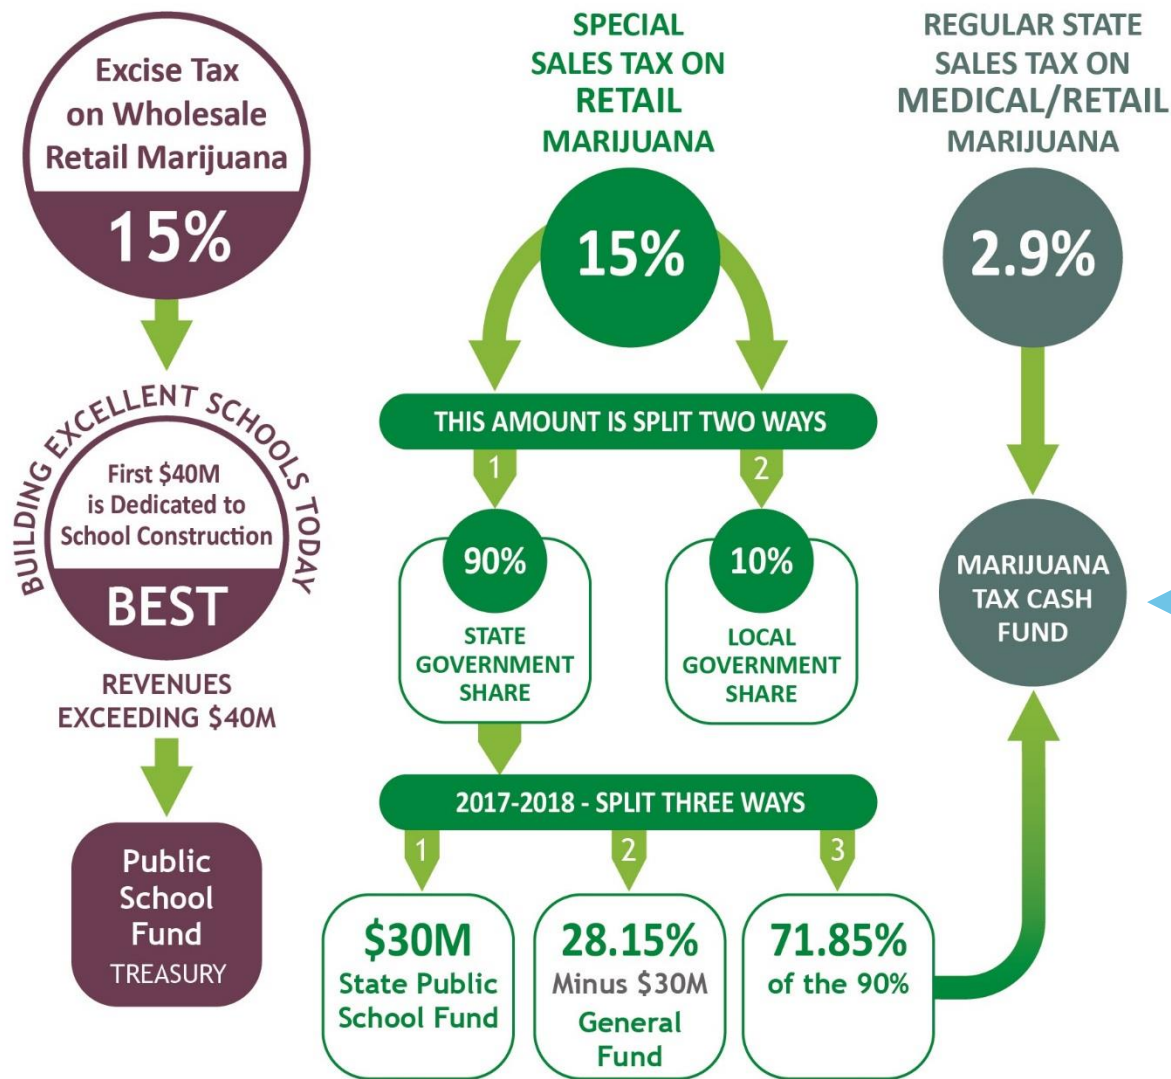 Excise Tax
on Wholesale
Retail Marijuana
15%
BUILDING EXCELLENT SCHOOLS TODAY
First $40M
is Dedicated to
School Construction
BEST
REVENUES
EXCEEDING $40M
Public
School
Fund
TREASURY
SPECIAL
SALES TAX ON
RETAIL
MARIJUANA
15%
THIS AMOUNT IS SPLIT TWO WAYS
1
2
90%
STATE
GOVERNMENT
SHARE
10%
LOCAL
GOVERNMENT
SHARE
2017-2018 - SPLIT THREE WAYS
1
2
3
$30M
State Public
School Fund
28.15%
Minus $30M
General
Fund
71.85%
of the 90%
REGULAR STATE
SALES TAX ON
MEDICAL/RETAIL
MARIJUANA
2.9%
MARIJUANA
TAX CASH
FUND